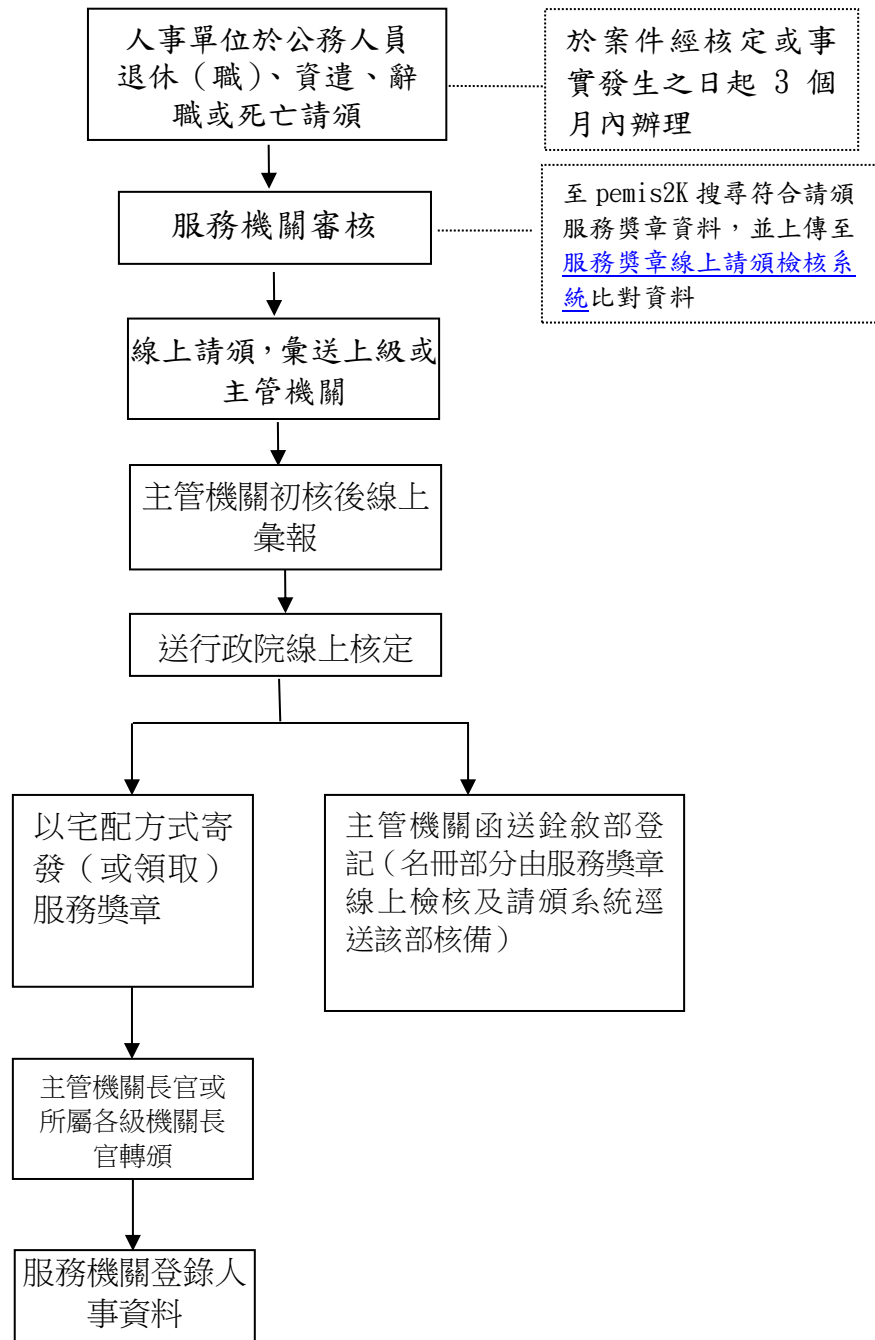 人事單位於公務人員
退休（職）、資遣、辭
職或死亡請頒
於案件經核定或事
實發生之日起 3 個
月內辦理
服務機關審核
至 pemis2K 搜尋符合請頒
服務獎章資料，並上傳至
服務獎章線上請頒檢核系
統比對資料
線上請頒，彙送上級或
主管機關
主管機關初核後線上
彙報
送行政院線上核定
以宅配方式寄
發（或領取）
服務獎章
主管機關函送銓敘部登
記（名冊部分由服務獎章
線上檢核及請頒系統逕
送該部核備）
主管機關長官或
所屬各級機關長
官轉頒
服務機關登錄人
事資料